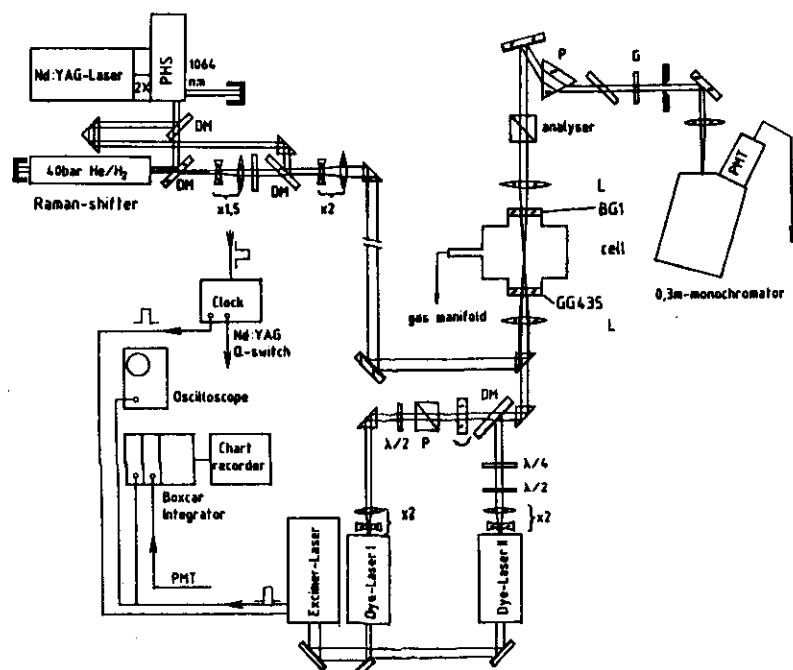 Nd:YAG-Laser
2X
PHS
1064
nm
DM
40bar He/H₂
Raman-shifter
DM
x1,5
DM
x2
P
G
analyser
L
BG1
cell
GG435
gas manifold
L
PMT
0,3m-monochromator
Clock
Nd:YAG
Q-switch
Oscilloscope
Chart
recorder
Boxcar
Integrator
PMT
Excimer-Laser
λ/2
P
DM
λ/4
λ/2
x2
x2
Dye-Laser I
Dye-Laser II